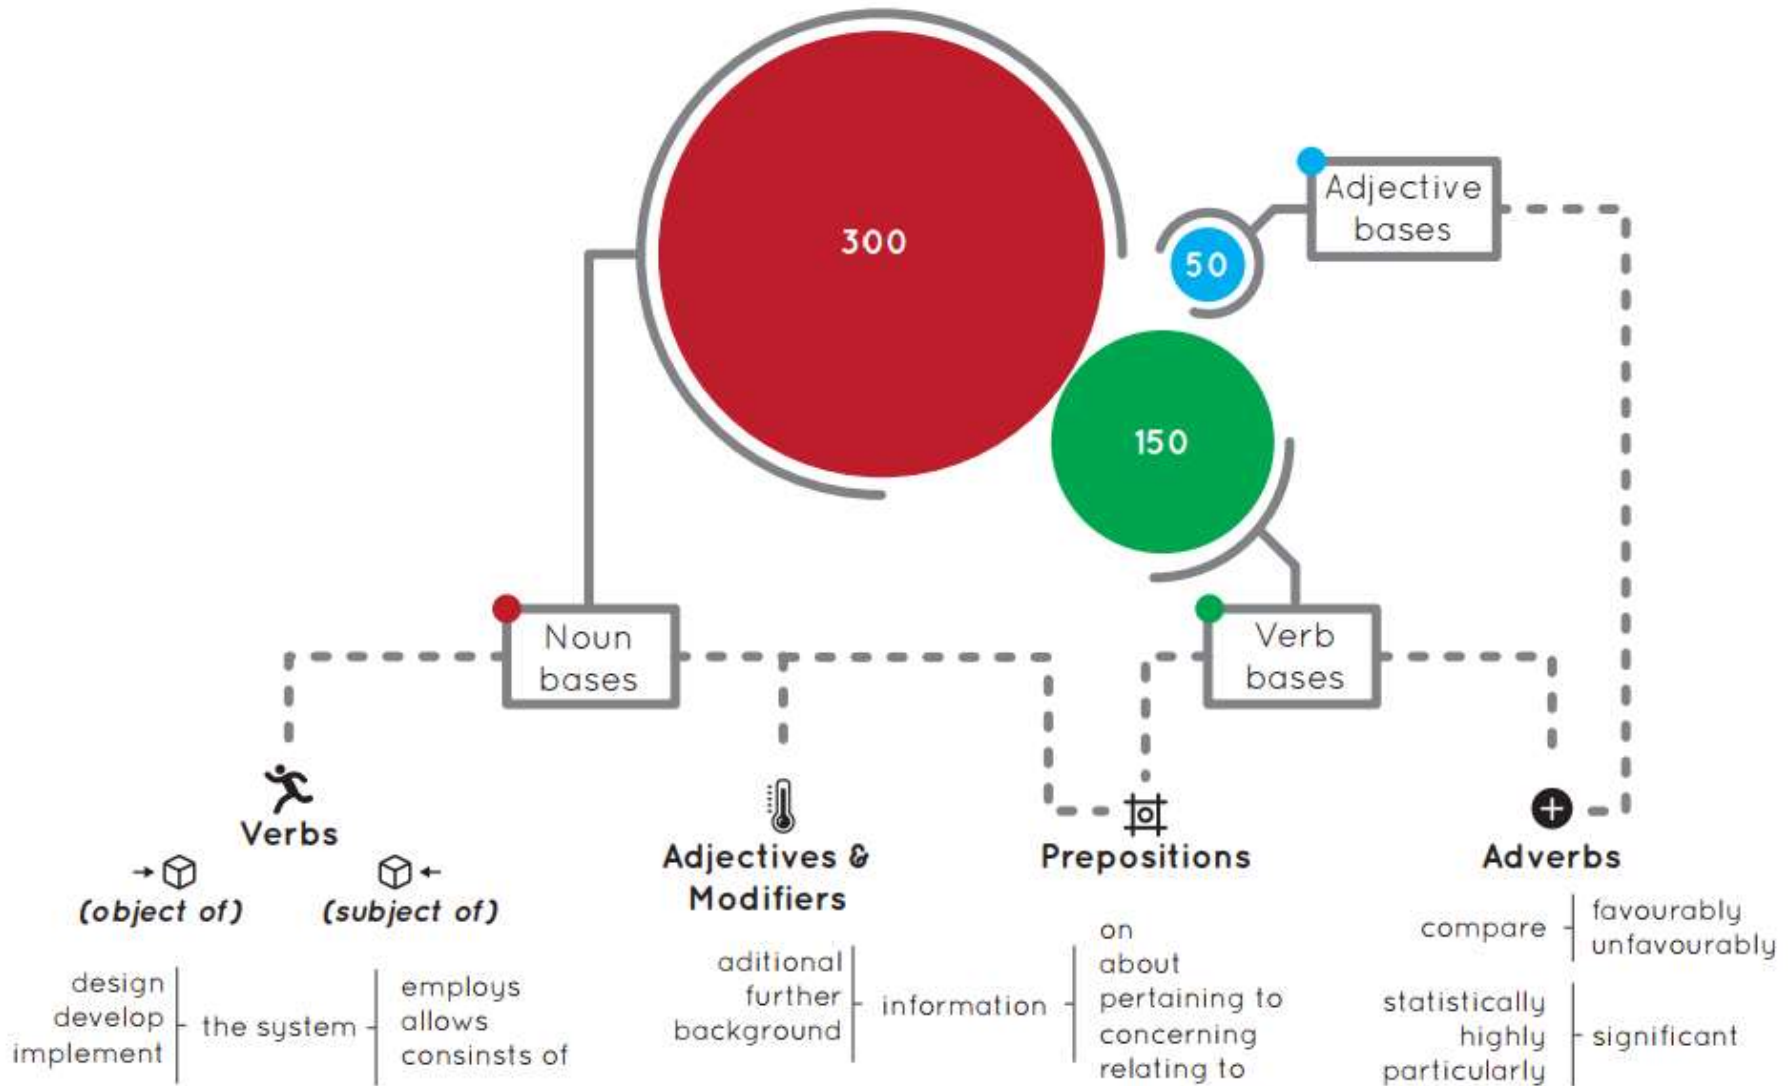 300
50
150
Adjective
bases
Noun
bases
Verb
bases
Verbs
(object of)
(subject of)
design
develop
implement
the system
employs
allows
consinsts of
Adjectives &
Modifiers
aditional
further
background
information
Prepositions
on
about
pertaining to
concerning
relating to
Adverbs
compare
favourably
unfavourably
statistically
highly
particularly
significant